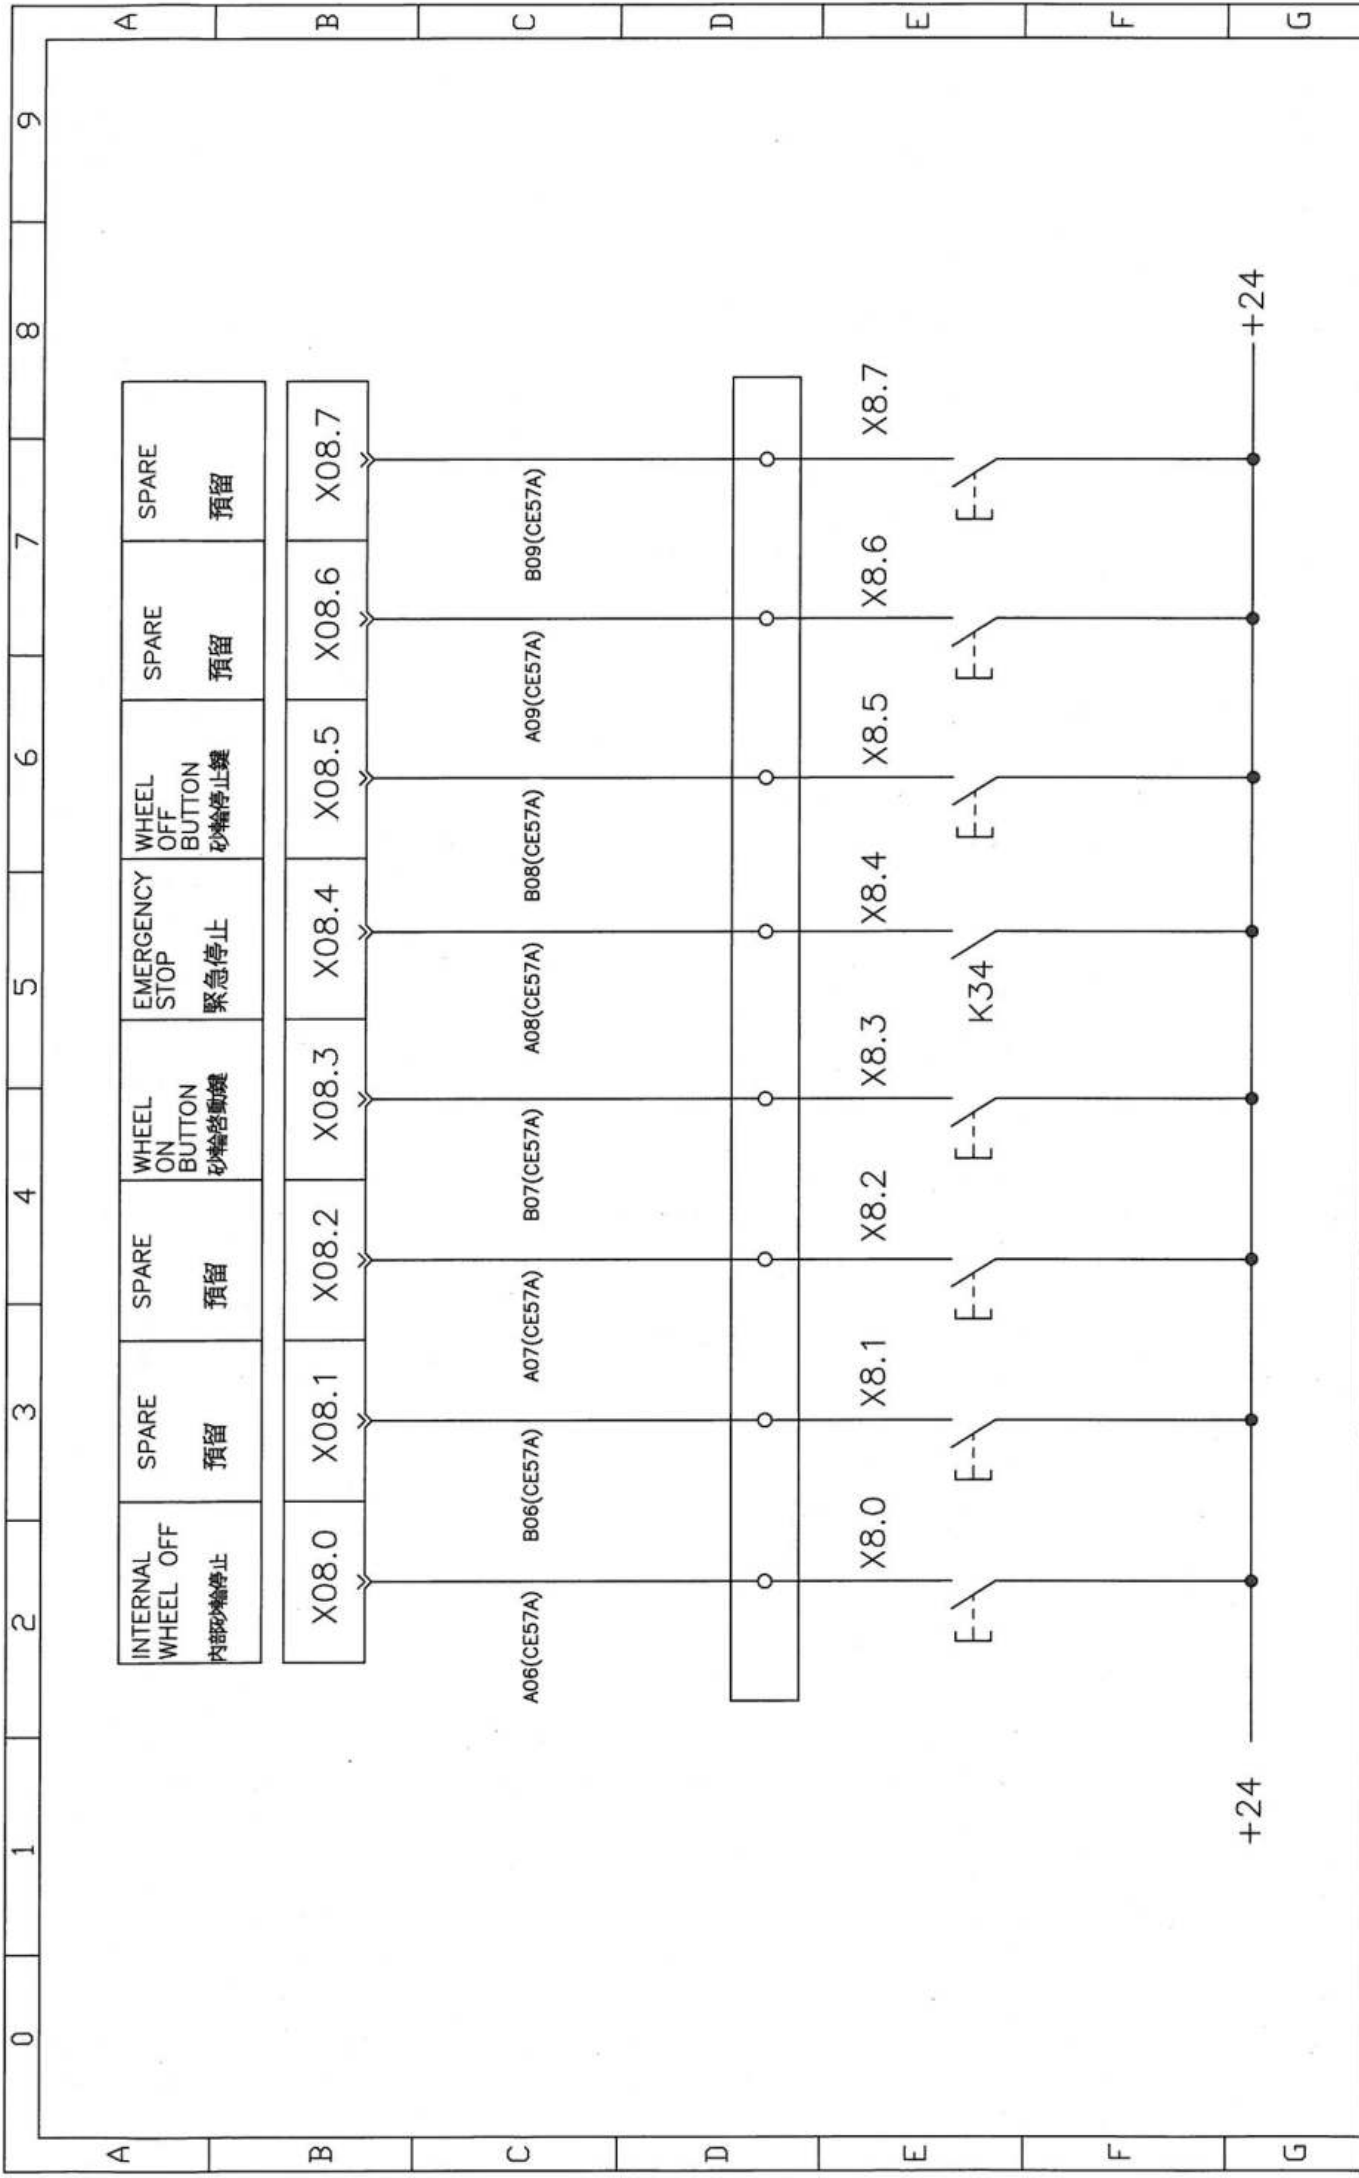 0
1
2
3
4
5
6
7
8
9
A
B
C
D
E
F
G
A
B
C
D
E
F
G
INTERNAL
WHEEL OFF
內部砂輪停止
SPARE
預留
SPARE
預留
WHEEL
ON
BUTTON
砂輪啓動鍵
EMERGENCY
STOP
緊急停止
WHEEL
OFF
BUTTON
砂輪停止鍵
SPARE
預留
SPARE
預留
X08.0
X08.1
X08.2
X08.3
X08.4
X08.5
X08.6
X08.7
A06(CE57A)
B06(CE57A)
A07(CE57A)
B07(CE57A)
A08(CE57A)
B08(CE57A)
A09(CE57A)
B09(CE57A)
X8.0
X8.1
X8.2
X8.3
X8.4
X8.5
X8.6
X8.7
K34
+24
+24